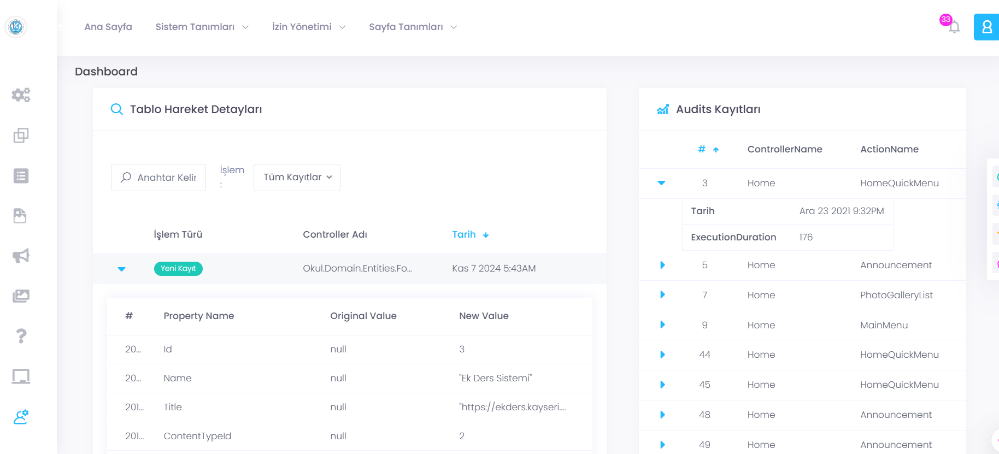 Ana Sayfa Sistem Tanımları İzin Yönetimi Sayfa Tanımları 33
Dashboard
Tablo Hareket Detayları
Anahtar Kelir İşlem : Tüm Kayıtlar
İşlem Türü Controller Adı Tarih
Yeni Kayıt Okul.Domain.Entities.Fo... Kas 7 2024 5:43AM
# Property Name Original Value New Value
20... Id null 3
20... Name null "Ek Ders Sistemi"
201... Title null "https://ekders.kayseri....
201... ContentTypeId null 2
Audits Kayıtları
# ControllerName ActionName
3 Home HomeQuickMenu
Tarih Ara 23 2021 9:32PM
ExecutionDuration 176
5 Home Announcement
7 Home PhotoGalleryList
9 Home MainMenu
44 Home HomeQuickMenu
45 Home HomeQuickMenu
48 Home Announcement
49 Home Announcement